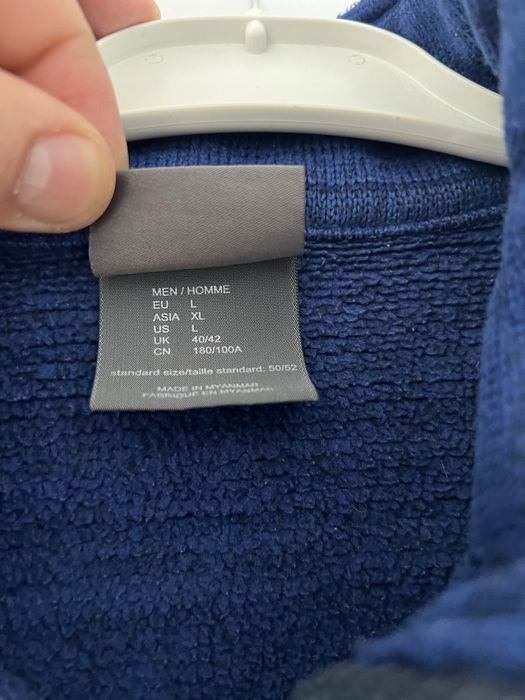 MEN / HOMME
EU L
ASIA XL
US L
UK 40/42
CN 180/100A
standard size/taille standard: 50/52
MADE IN MYANMAR
FABRIQUÉ EN MYANMAR